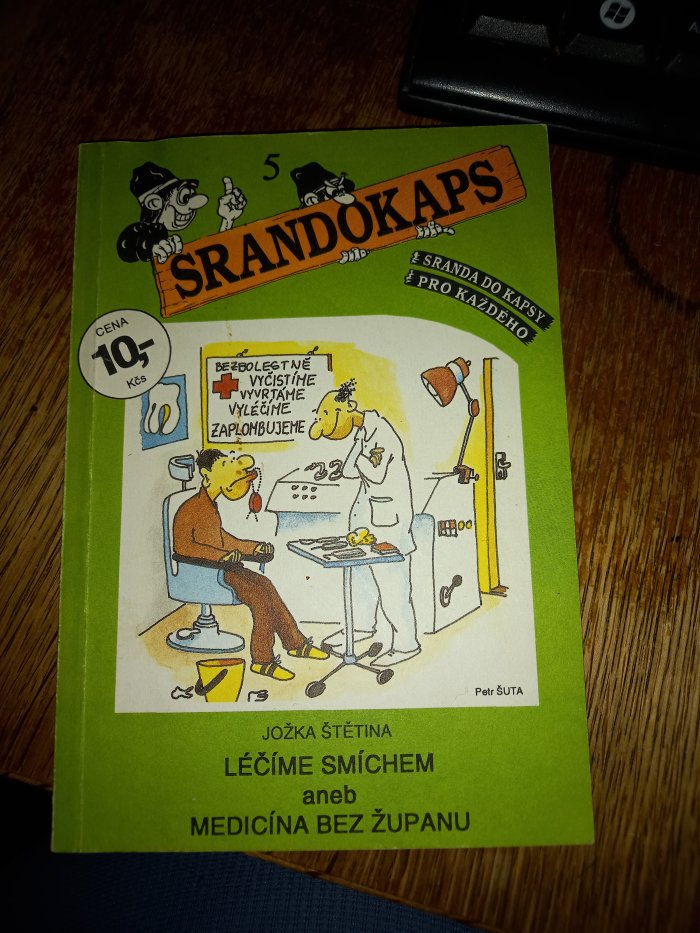 5
SRANDOKAPS
SRANDA DO KAPSY
PRO KAŽDÉHO
CENA
10,-
Kčs
BEZBOLESTNĚ
VYČISTÍME
VYVRTÁME
VYLÉČÍME
ZAPLOMBUJEME
Petr ŠUTA
JOŽKA ŠTĚTINA
LÉČÍME SMÍCHEM
aneb
MEDICÍNA BEZ ŽUPANU